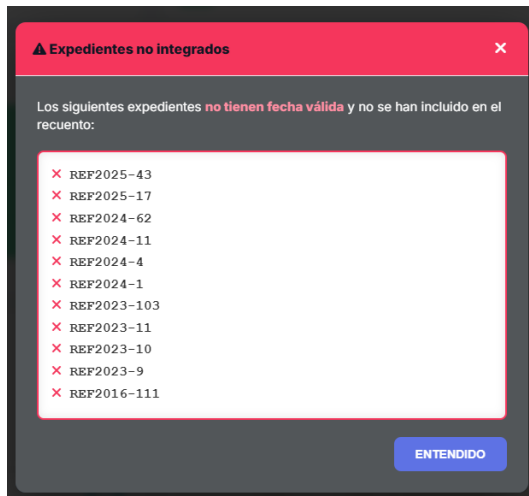 Expedientes no integrados
Los siguientes expedientes no tienen fecha válida y no se han incluido en el
recuento:
REF2025-43
REF2025-17
REF2024-62
REF2024-11
REF2024-4
REF2024-1
REF2023-103
REF2023-11
REF2023-10
REF2023-9
REF2016-111
ENTENDIDO